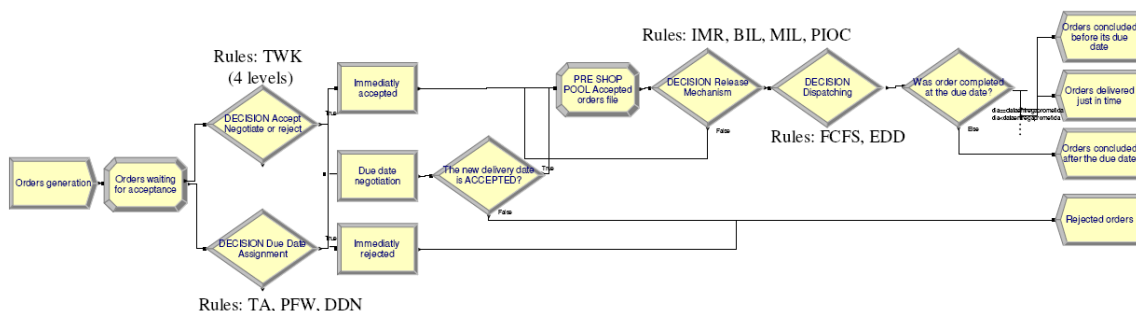 Orders generation
Orders waiting
for acceptance
Rules: TWK
(4 levels)
DECISION Accept
Negotiate or reject
True
DECISION Due Date
Assignment
True
Rules: TA, PFW, DDN
Immediatly
accepted
Due date
negotiation
Immediatly
rejected
The new delivery date
is ACCEPTED?
True
False
PRE SHOP
POOL Accepted
orders file
Rules: IMR, BIL, MIL, PIOC
DECISION Release
Mechanism
False
DECISION
Dispatching
Rules: FCFS, EDD
Was order completed
at the due date?
dia==dataentregaprometida
dia<dataentregaprometida
Else
Orders concluded
before its due
date
Orders delivered
just in time
Orders concluded
after the due date
Rejected orders